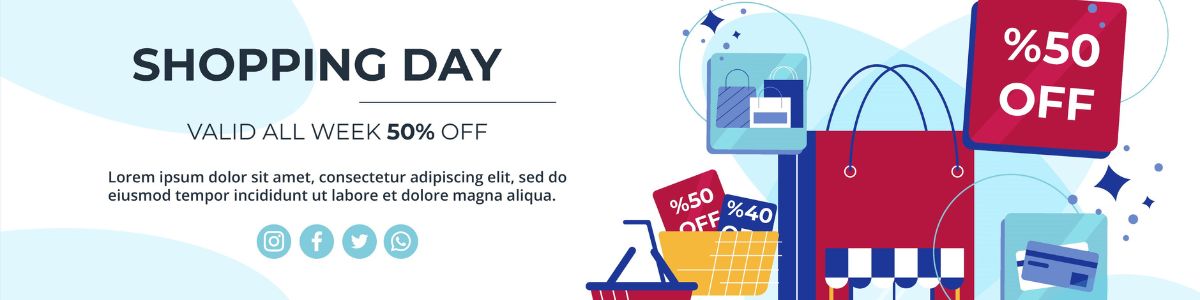 SHOPPING DAY
VALID ALL WEEK 50% OFF
Lorem ipsum dolor sit amet, consectetur adipiscing elit, sed do
eiusmod tempor incididunt ut labore et dolore magna aliqua.
%50
OFF
%50
OFF
%40